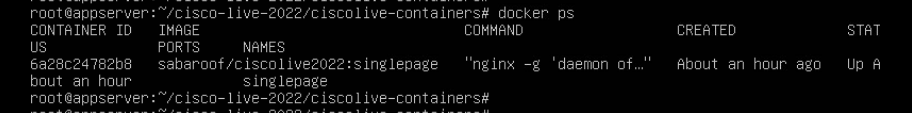 root@appserver:~/cisco-live-2022/ciscolive-containers# docker ps
CONTAINER ID   IMAGE                             COMMAND                  CREATED             STAT
US             PORTS     NAMES
6a28c24782b8   sabaroof/ciscolive2022:singlepage   "nginx -g 'daemon of…"   About an hour ago   Up A
bout an hour             singlepage
root@appserver:~/cisco-live-2022/ciscolive-containers#